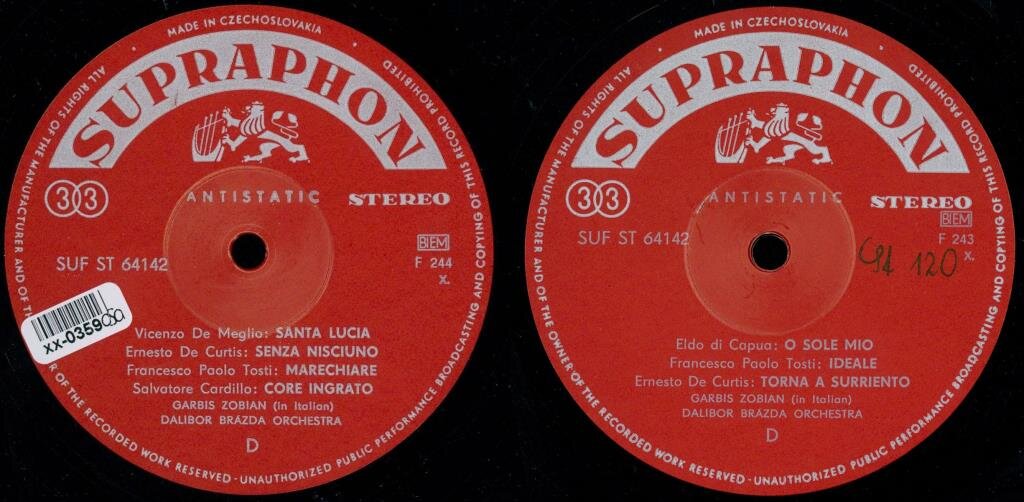 MADE IN CZECHOSLOVAKIA
ALL RIGHTS OF THE MANUFACTURER AND OF THE OWNER OF THE RECORDED WORK RESERVED - UNAUTHORIZED PUBLIC PERFORMANCE BROADCASTING AND COPYING OF THIS RECORD PROHIBITED
SUPRAPHON
33
ANTISTATIC
STEREO
BIEM
SUF ST 64142
F 244
x.
xx-0359
Vicenzo De Meglio: SANTA LUCIA
Ernesto De Curtis: SENZA NISCIUNO
Francesco Paolo Tosti: MARECHIARE
Salvatore Cardillo: CORE INGRATO
GARBIS ZOBIAN (in Italian)
DALIBOR BRÁZDA ORCHESTRA
D
MADE IN CZECHOSLOVAKIA
ALL RIGHTS OF THE MANUFACTURER AND OF THE OWNER OF THE RECORDED WORK RESERVED - UNAUTHORIZED PUBLIC PERFORMANCE BROADCASTING AND COPYING OF THIS RECORD PROHIBITED
SUPRAPHON
33
ANTISTATIC
STEREO
BIEM
SUF ST 64142
F 243
x.
120
Eldo di Capua: O SOLE MIO
Francesco Paolo Tosti: IDEALE
Ernesto De Curtis: TORNA A SURRIENTO
GARBIS ZOBIAN (in Italian)
DALIBOR BRÁZDA ORCHESTRA
D